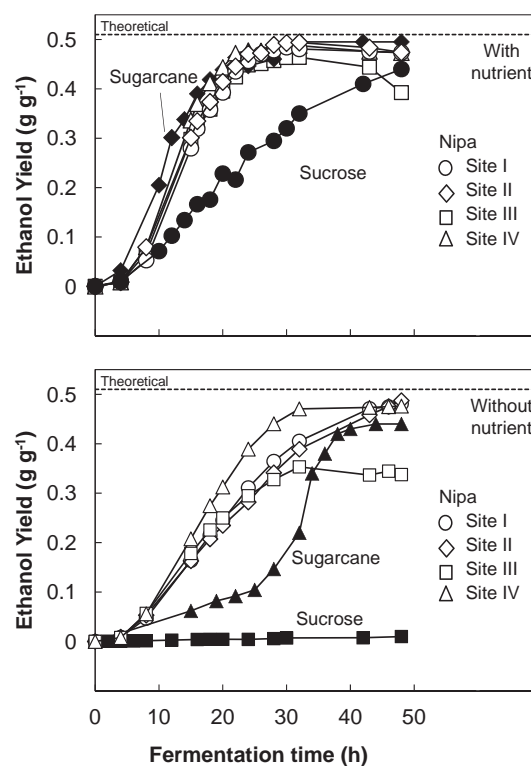 Theoretical
0.5
0.4
0.3
0.2
0.1
0
Ethanol Yield (g g-1)
Sugarcane
Sucrose
With
nutrient
Nipa
Site I
Site II
Site III
Site IV
Theoretical
0.5
0.4
0.3
0.2
0.1
0
Ethanol Yield (g g-1)
Without
nutrient
Nipa
Site I
Site II
Site III
Site IV
Sugarcane
Sucrose
0 10 20 30 40 50
Fermentation time (h)